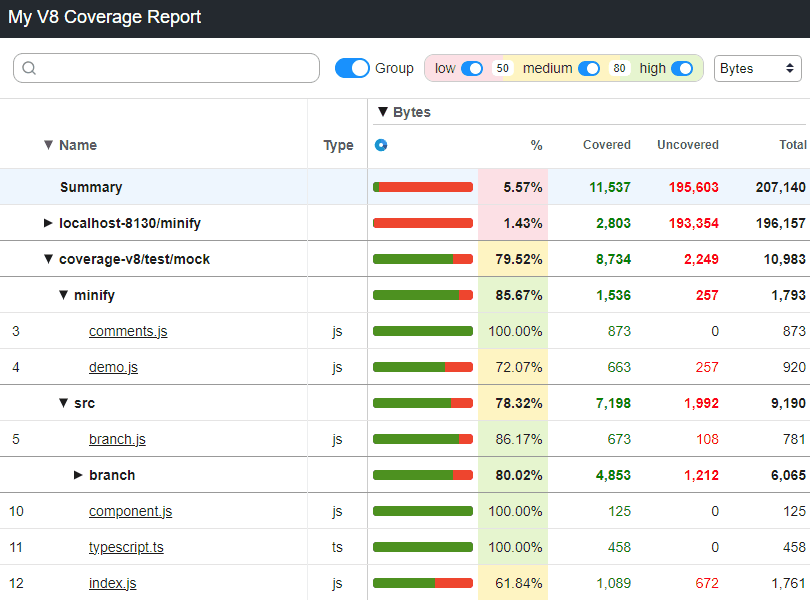 My V8 Coverage Report
Group low 50 medium 80 high Bytes
▼ Bytes
▼ Name Type % Covered Uncovered Total
Summary 5.57% 11,537 195,603 207,140
▶ localhost-8130/minify 1.43% 2,803 193,354 196,157
▼ coverage-v8/test/mock 79.52% 8,734 2,249 10,983
▼ minify 85.67% 1,536 257 1,793
3 comments.js js 100.00% 873 0 873
4 demo.js js 72.07% 663 257 920
▼ src 78.32% 7,198 1,992 9,190
5 branch.js js 86.17% 673 108 781
▶ branch 80.02% 4,853 1,212 6,065
10 component.js js 100.00% 125 0 125
11 typescript.ts ts 100.00% 458 0 458
12 index.js js 61.84% 1,089 672 1,761